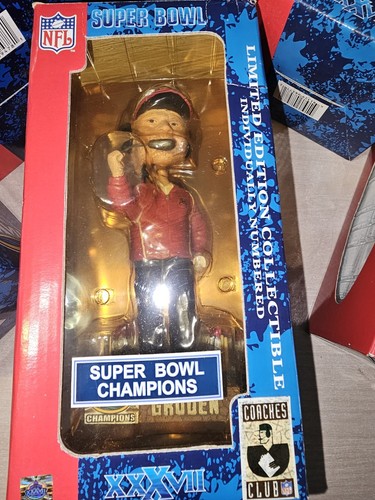 NFL
SUPER BOWL
LIMITED EDITION COLLECTIBLE
INDIVIDUALLY NUMBERED
SUPER BOWL
CHAMPIONS
CHAMPIONS
GRUDEN
COACHES
CLUB
XXXVII